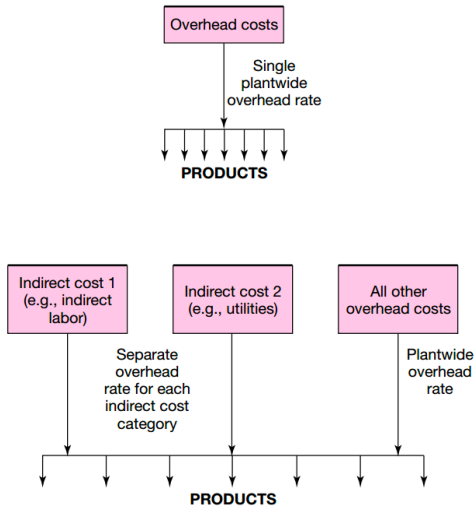 Overhead costs
Single
plantwide
overhead rate
PRODUCTS
Indirect cost 1
(e.g., indirect
labor)
Indirect cost 2
(e.g., utilities)
All other
overhead costs
Separate
overhead
rate for each
indirect cost
category
Plantwide
overhead
rate
PRODUCTS